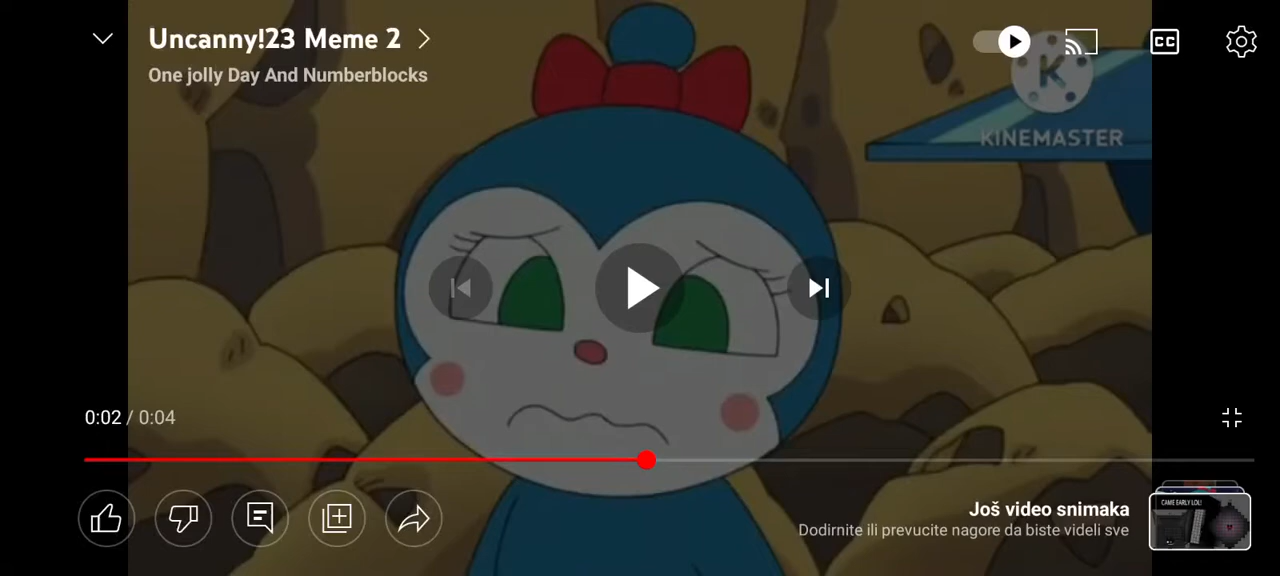 Uncanny!23 Meme 2
One jolly Day And Numberblocks
CC
K
KINEMASTER
0:02 / 0:04
Još video snimaka
Dodirnite ili prevucite nagore da biste videli sve
CAME EARLY LOL!